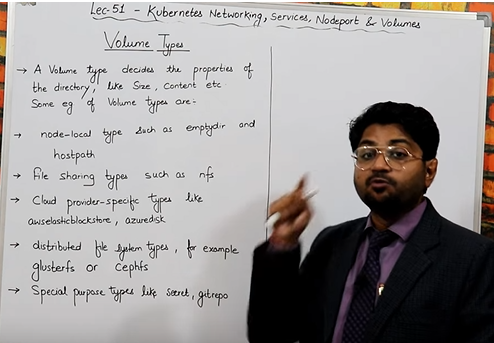 Lec-51 - Kubernetes Networking, Services, Nodeport & Volumes
Volume Types
→ A Volume type decides the properties of
the directory, like Size, Content etc
Some eg of Volume types are:-
→ node-local type such as emptydir and
hostpath
→ File sharing types such as nfs
→ Cloud provider-specific types like
awselasticblockstore, azuredisk
→ distributed file system types, for example
glusterfs or Cephfs
→ Special purpose types like secret, gitrepo